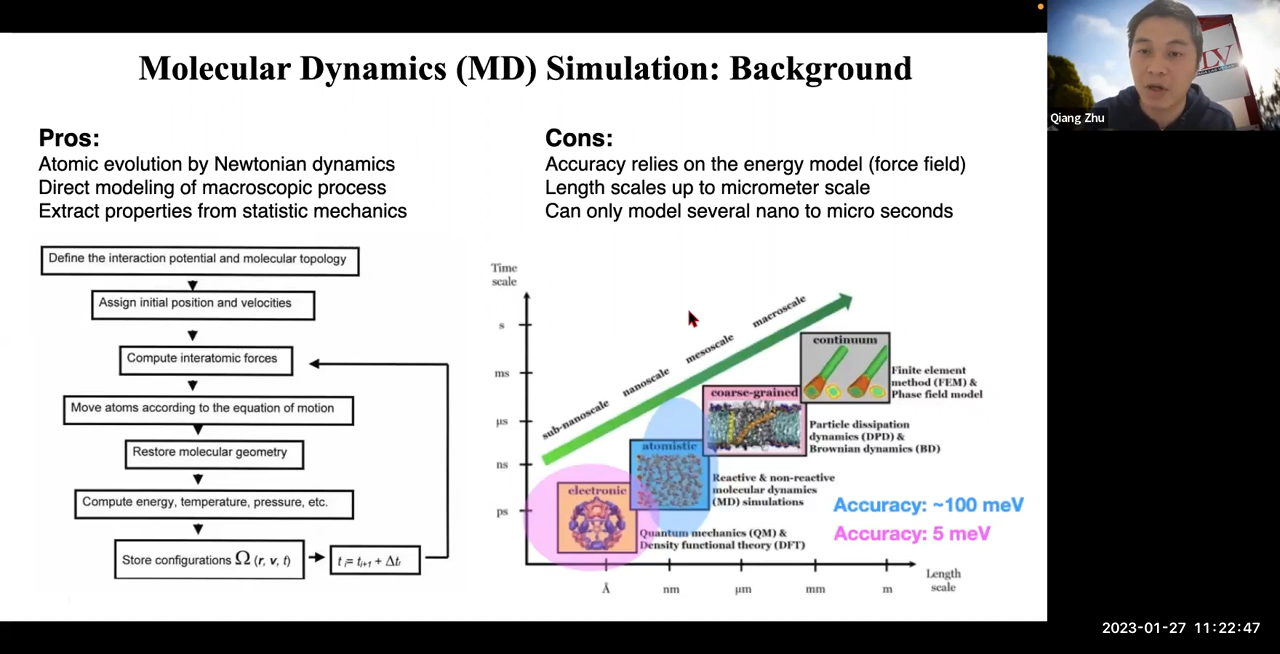 Molecular Dynamics (MD) Simulation: Background
LV
Qiang Zhu
Pros:
Atomic evolution by Newtonian dynamics
Direct modeling of macroscopic process
Extract properties from statistic mechanics
Cons:
Accuracy relies on the energy model (force field)
Length scales up to micrometer scale
Can only model several nano to micro seconds
Define the interaction potential and molecular topology
Assign initial position and velocities
Compute interatomic forces
Move atoms according to the equation of motion
Restore molecular geometry
Compute energy, temperature, pressure, etc.
Store configurations Ω (r, v, t)
tᵢ= tᵢ₊₁ + Δtᵢ
Time
scale
s
ms
μs
ns
ps
sub-nanoscale
nanoscale
mesoscale
macroscale
continuum
Finite element
method (FEM) &
Phase field model
coarse-grained
Particle dissipation
dynamics (DPD) &
Brownian dynamics (BD)
atomistic
Reactive & non-reactive
molecular dynamics
(MD) simulations
electronic
Quantum mechanics (QM) &
Density functional theory (DFT)
Accuracy: ~100 meV
Accuracy: 5 meV
Å
nm
μm
mm
m
Length
scale
2023-01-27 11:22:47